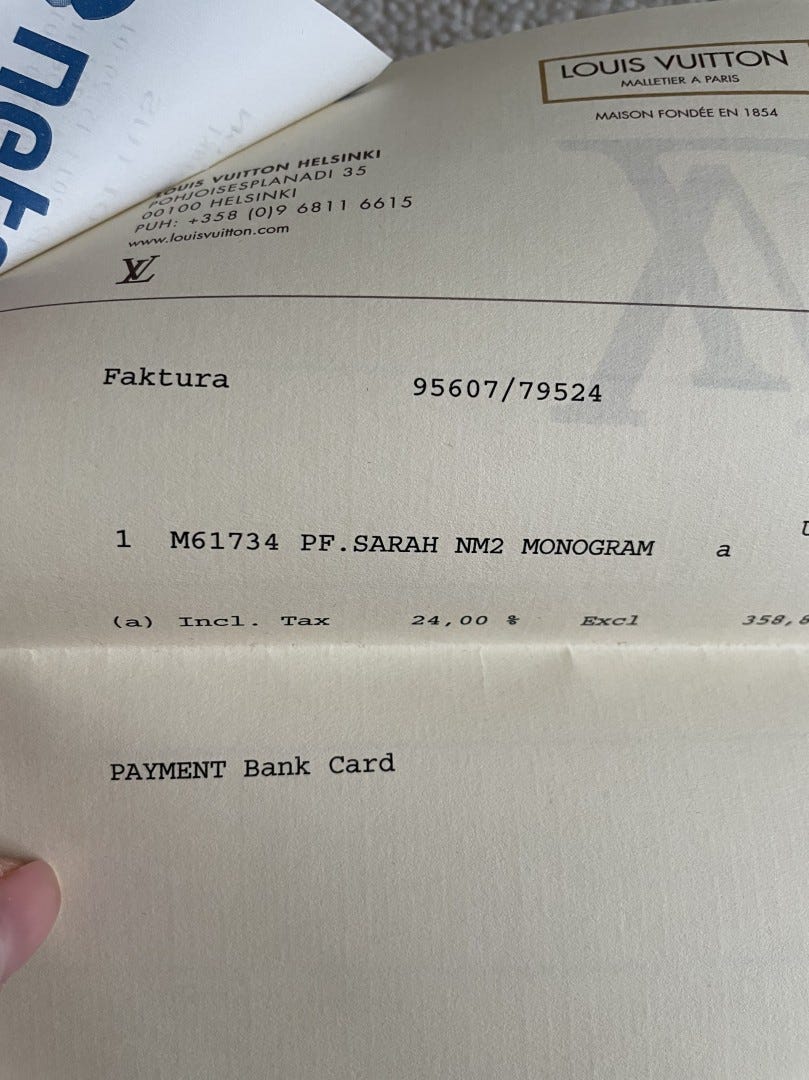 LOUIS VUITTON
MALLETIER A PARIS
MAISON FONDÉE EN 1854
LOUIS VUITTON HELSINKI
POHJOISESPLANADI 35
00100 HELSINKI
PUH: +358 (0)9 6811 6615
www.louisvuitton.com
LV
Faktura 95607/79524
1 M61734 PF.SARAH NM2 MONOGRAM a
(a) Incl. Tax 24,00 % Excl 358,8
PAYMENT Bank Card